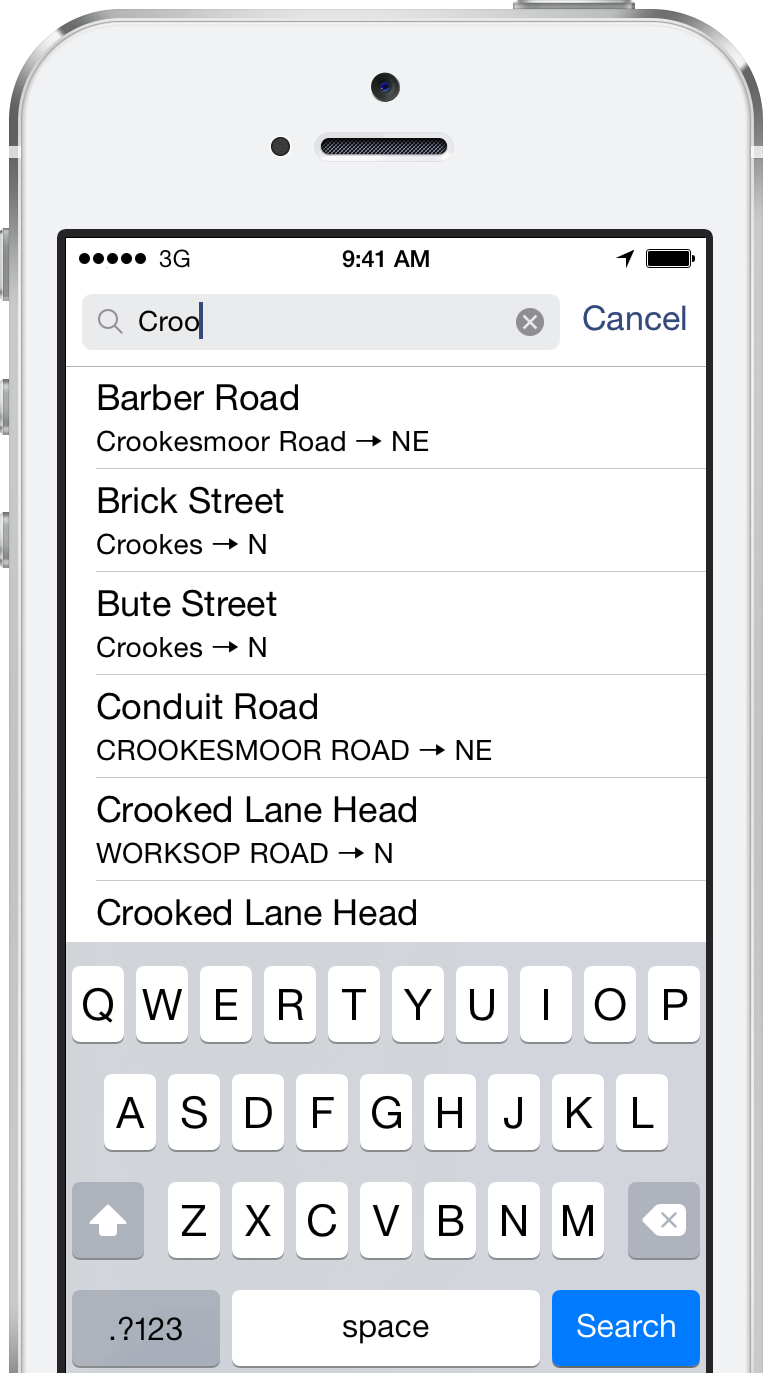 3G 9:41 AM
Croo Cancel
Barber Road
Crookesmoor Road → NE
Brick Street
Crookes → N
Bute Street
Crookes → N
Conduit Road
CROOKESMOOR ROAD → NE
Crooked Lane Head
WORKSOP ROAD → N
Crooked Lane Head
Q W E R T Y U I O P
A S D F G H J K L
Z X C V B N M
.?123 space Search